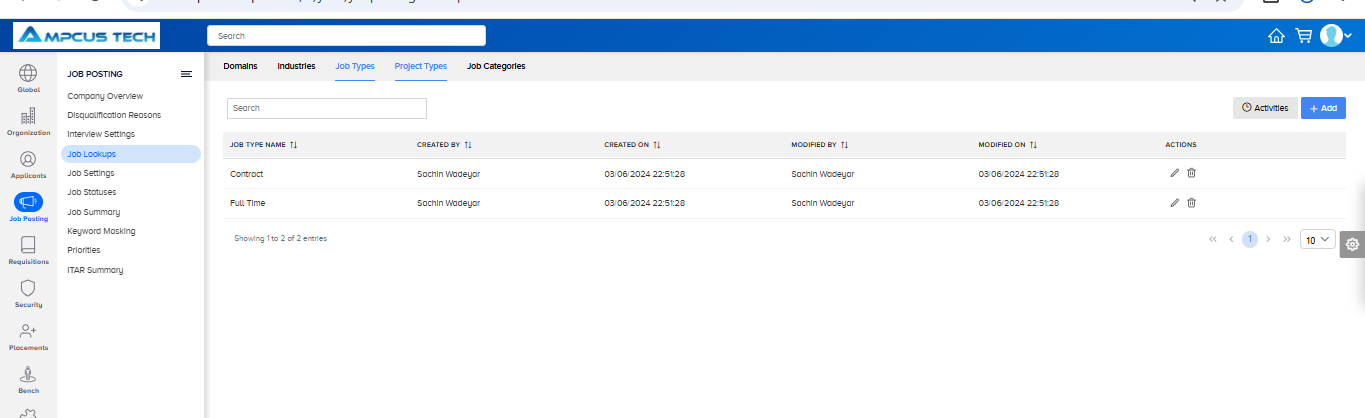 AMPCUS TECH
Search
Global
Organization
Applicants
Job Posting
Requisitions
Security
Placements
Bench
JOB POSTING
Company Overview
Disqualification Reasons
Interview Settings
Job Lookups
Job Settings
Job Statuses
Job Summary
Keyword Masking
Priorities
ITAR Summary
Domains Industries Job Types Project Types Job Categories
Search Activities + Add
JOB TYPE NAME CREATED BY CREATED ON MODIFIED BY MODIFIED ON ACTIONS
Contract Sachin Wadeyar 03/06/2024 22:51:28 Sachin Wadeyar 03/06/2024 22:51:28
Full Time Sachin Wadeyar 03/06/2024 22:51:28 Sachin Wadeyar 03/06/2024 22:51:28
Showing 1 to 2 of 2 entries « ‹ 1 › » 10